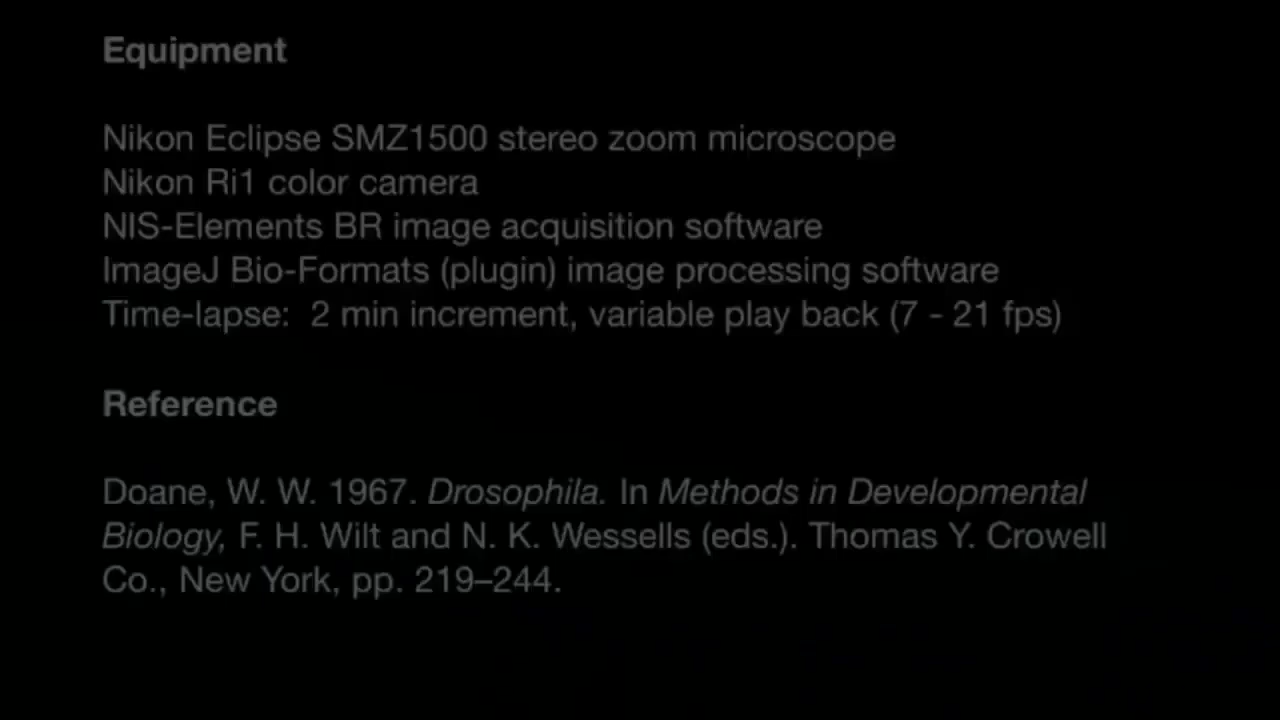 Equipment
Nikon Eclipse SMZ1500 stereo zoom microscope
Nikon Ri1 color camera
NIS-Elements BR image acquisition software
ImageJ Bio-Formats (plugin) image processing software
Time-lapse:  2 min increment, variable play back (7 - 21 fps)
Reference
Doane, W. W. 1967. Drosophila. In Methods in Developmental
Biology, F. H. Wilt and N. K. Wessells (eds.). Thomas Y. Crowell
Co., New York, pp. 219–244.